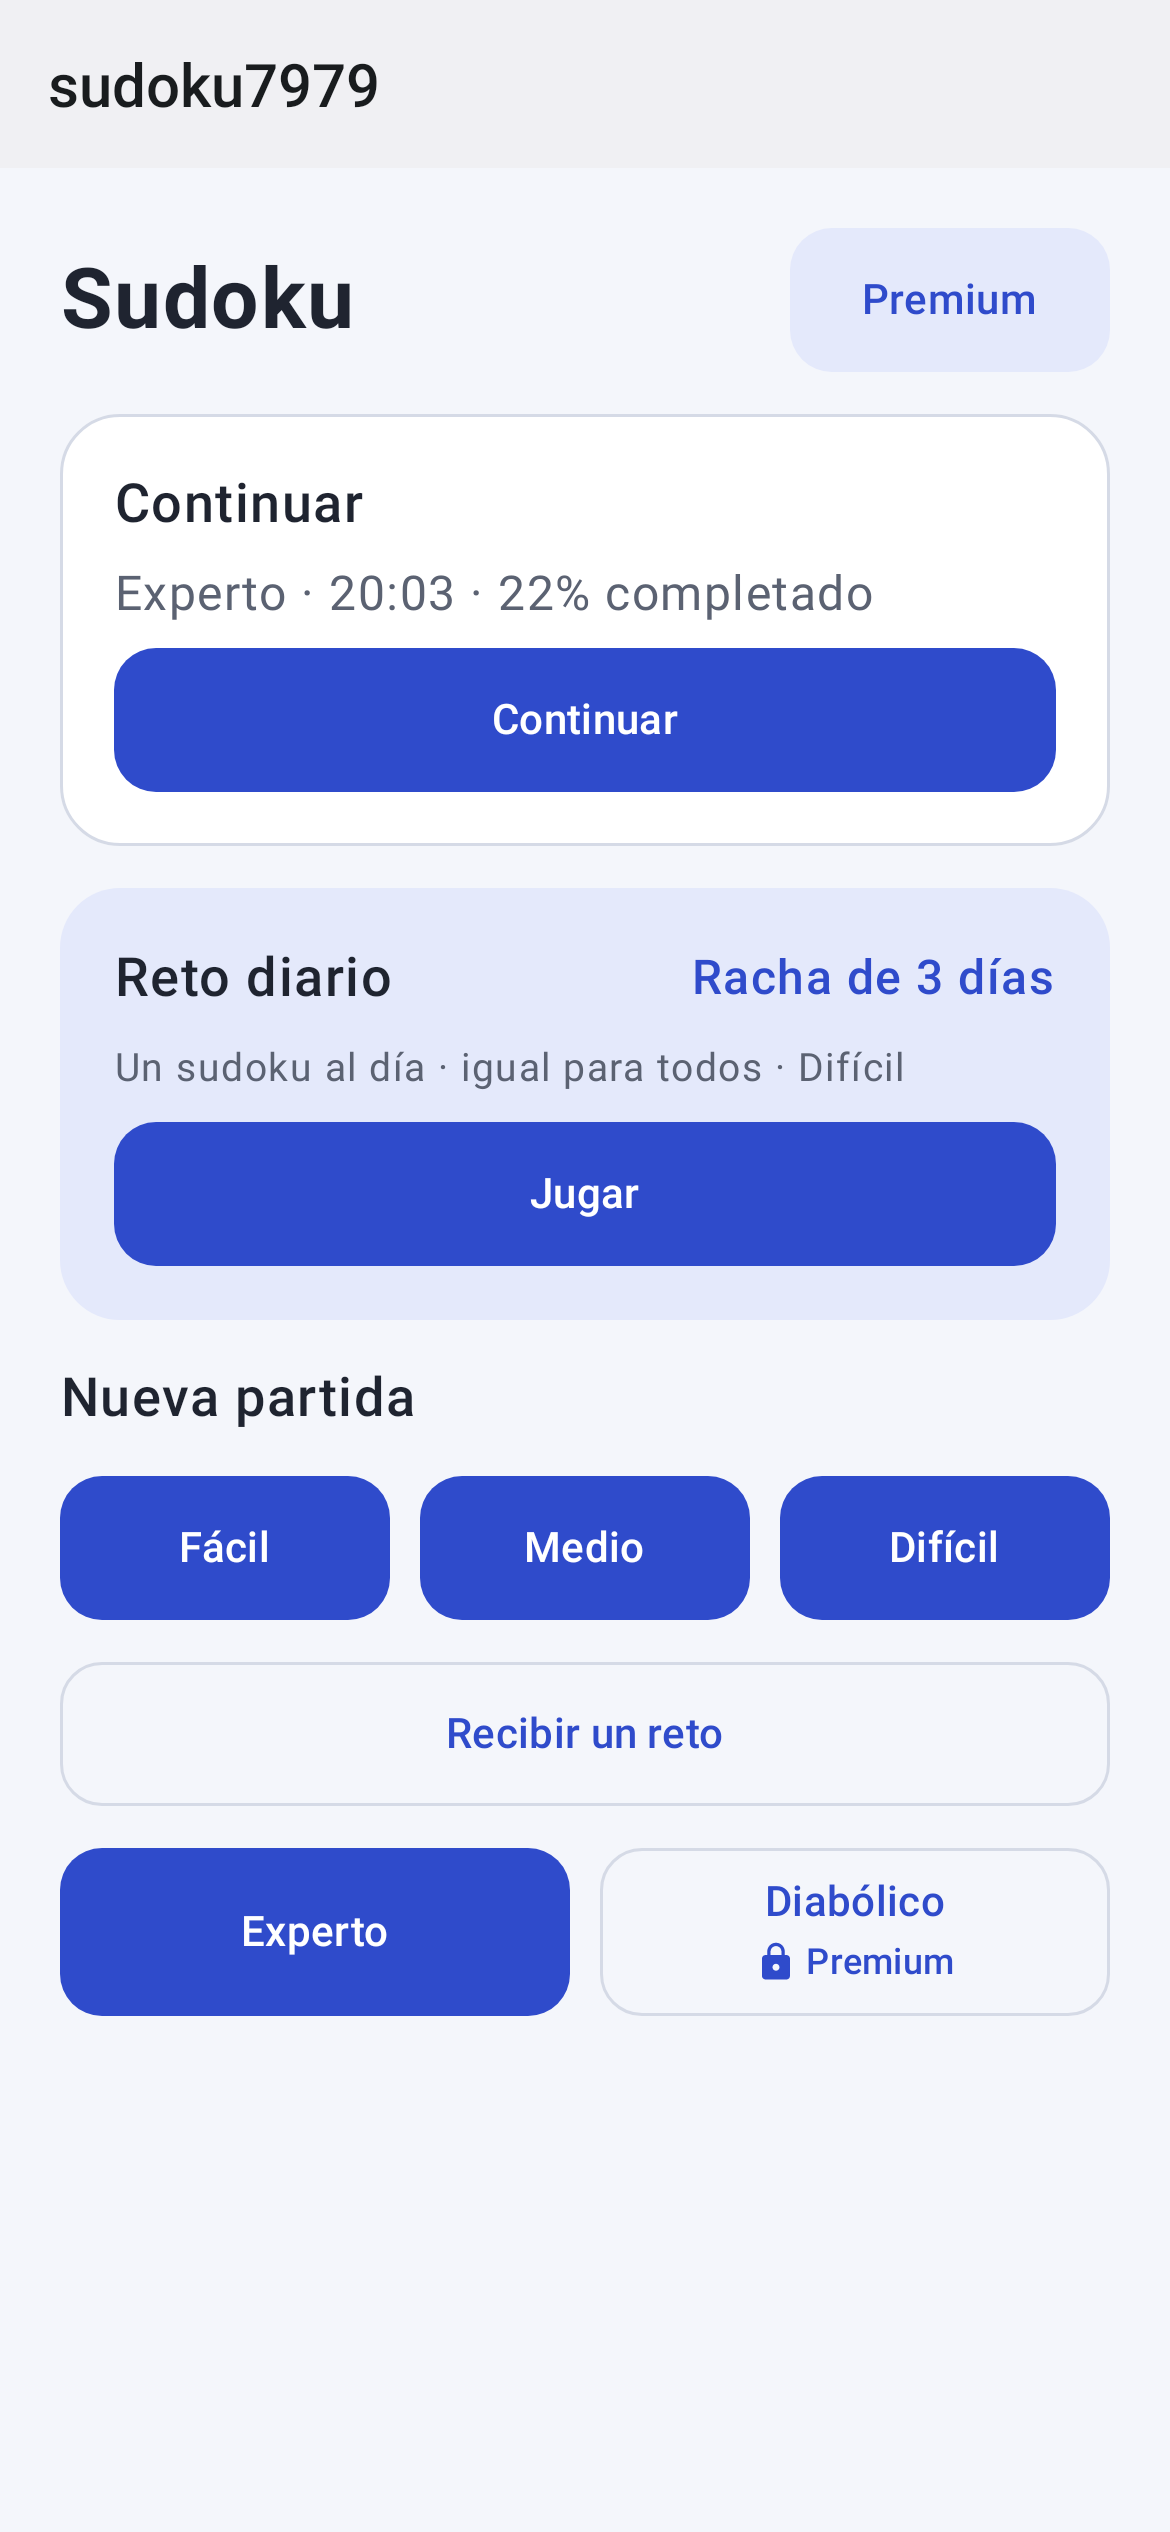 sudoku7979
Sudoku
Premium
Continuar
Experto · 20:03 · 22% completado
Continuar
Reto diario
Racha de 3 días
Un sudoku al día · igual para todos · Difícil
Jugar
Nueva partida
Fácil
Medio
Difícil
Recibir un reto
Experto
Diabólico
Premium